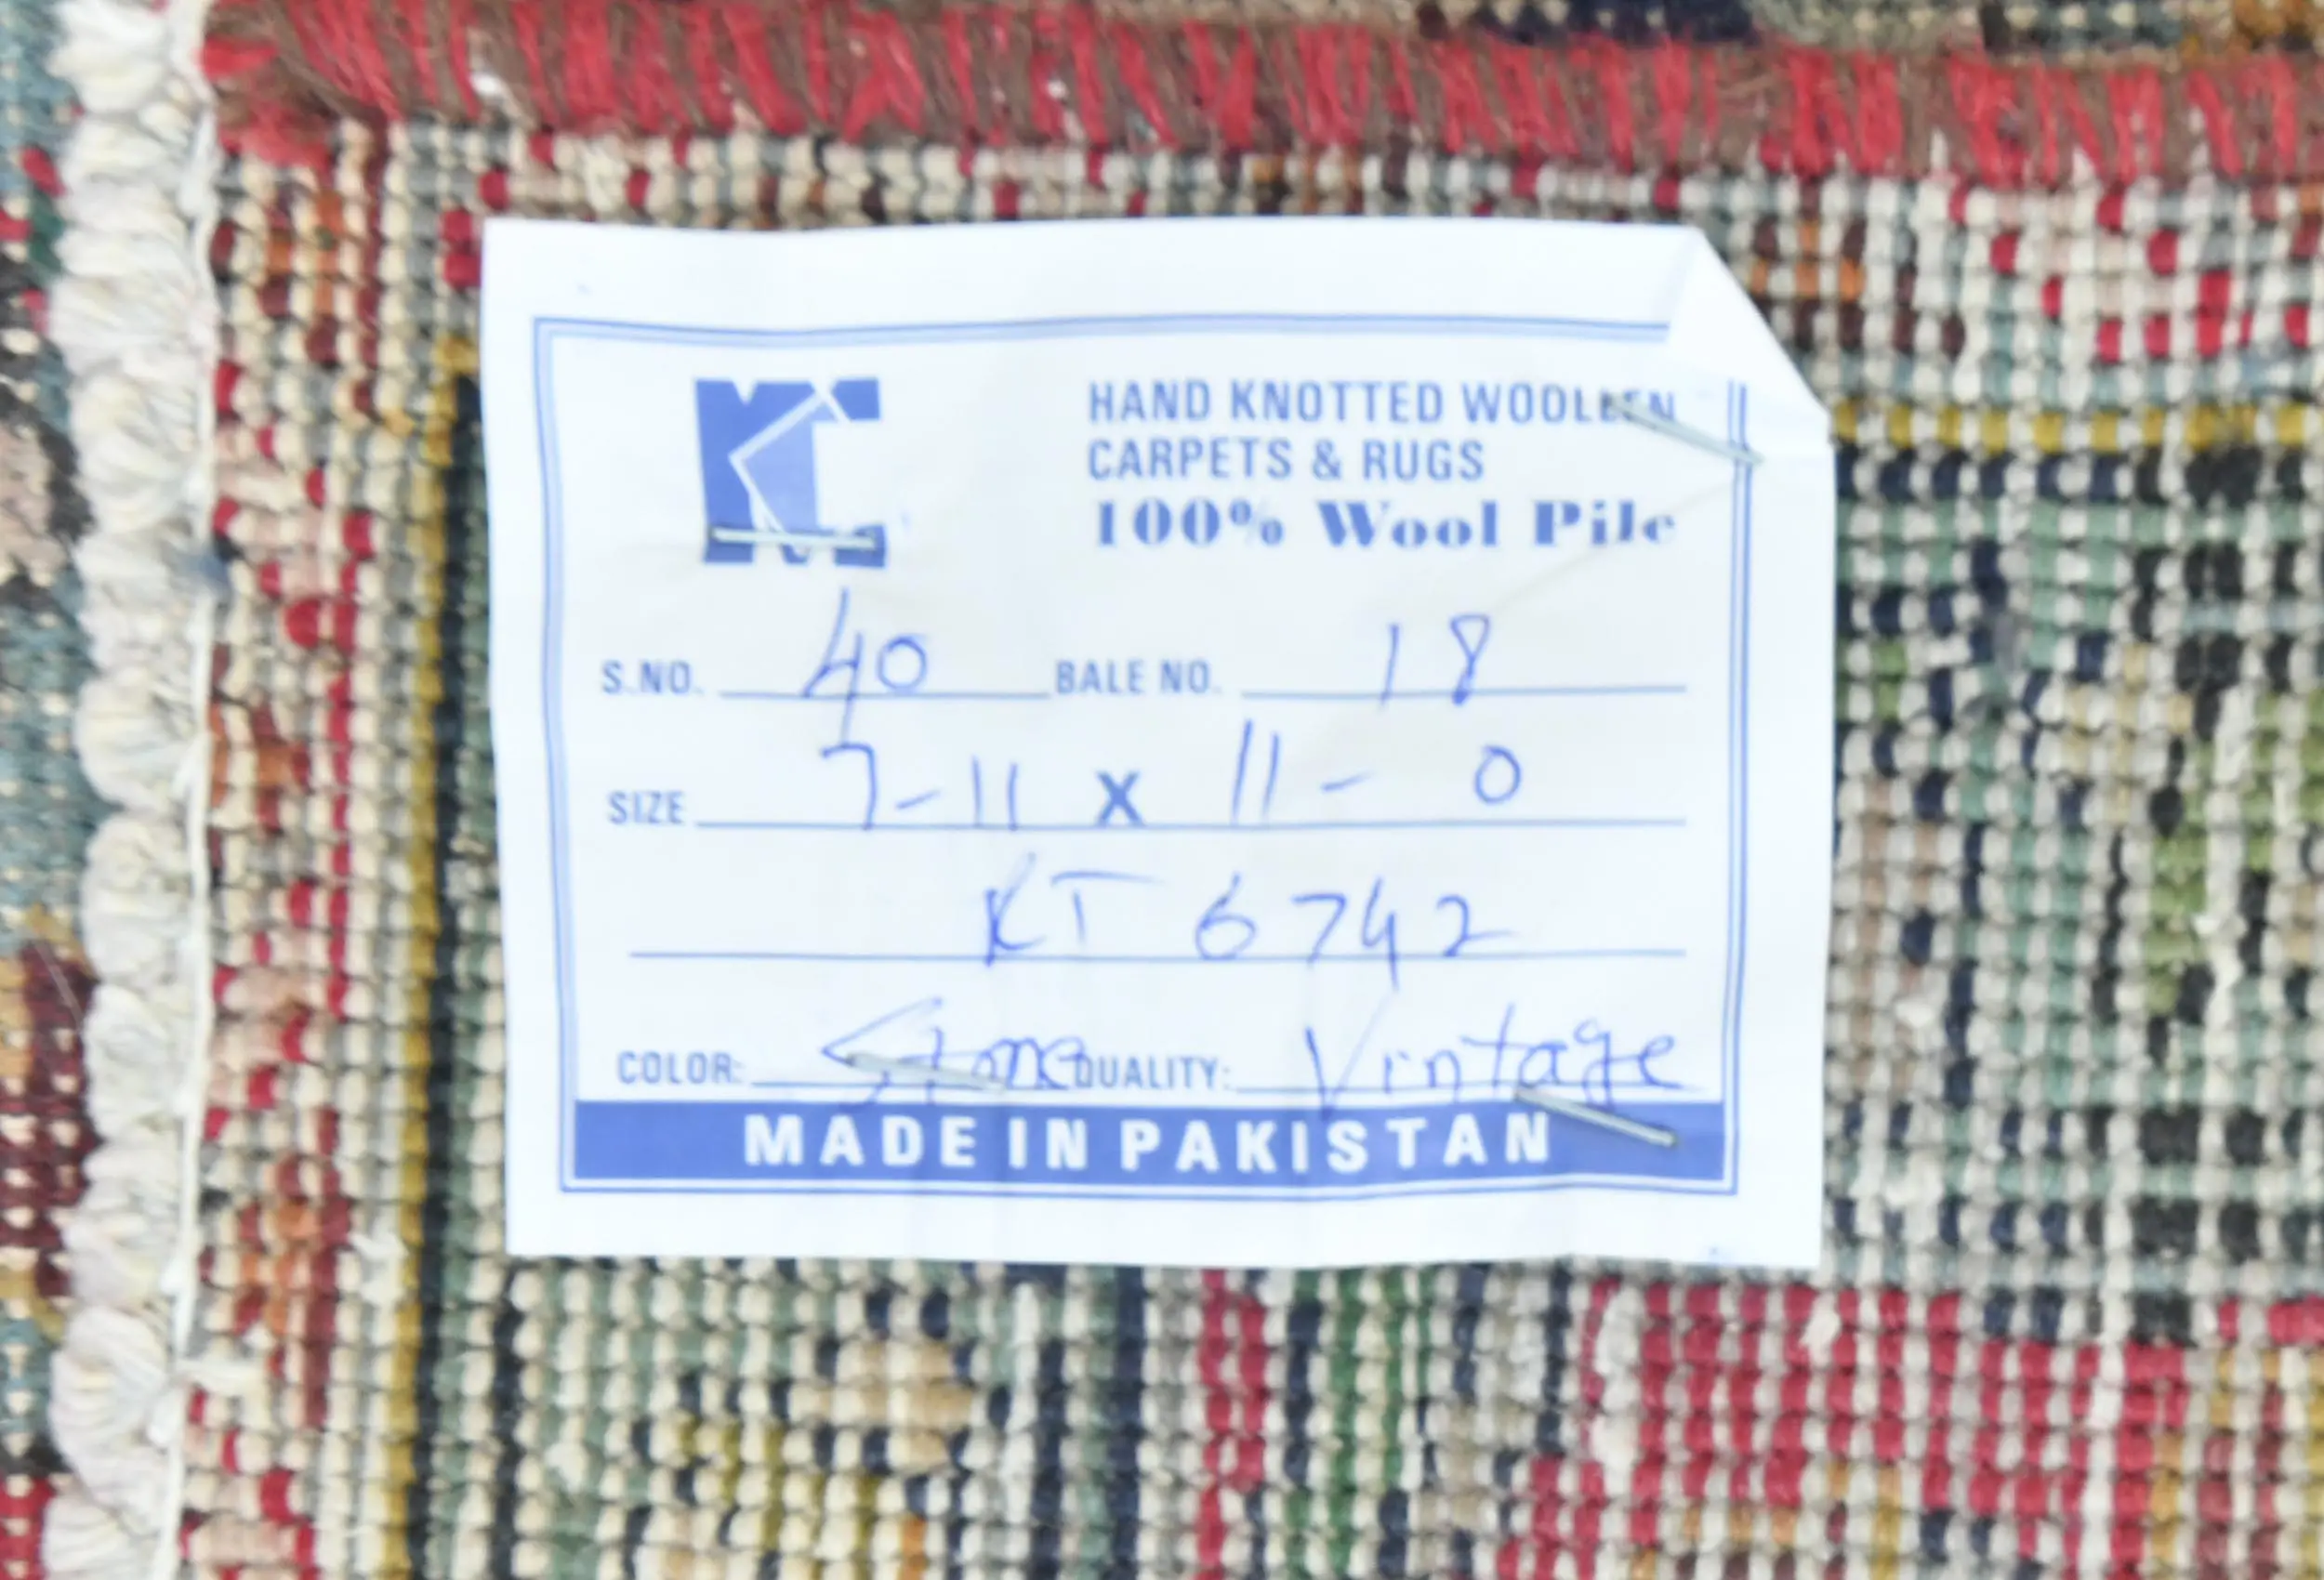 HAND KNOTTED WOOLLEN
CARPETS & RUGS
100% Wool Pile
S.NO. 40 BALE NO. 18
SIZE 7-11 X 11-0
KT 6742
COLOR: Stone QUALITY: Vintage
MADE IN PAKISTAN